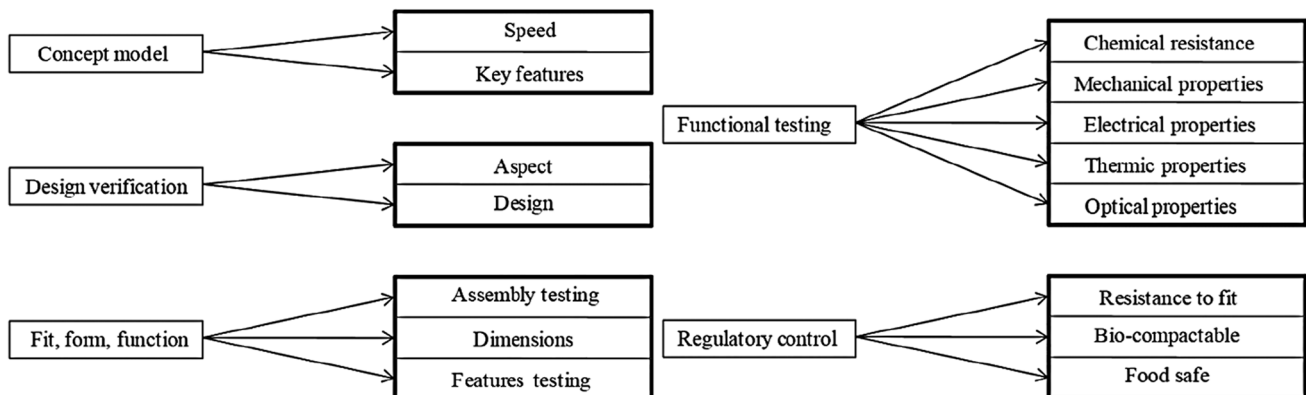 Concept model
Speed
Key features
Design verification
Aspect
Design
Fit, form, function
Assembly testing
Dimensions
Features testing
Functional testing
Chemical resistance
Mechanical properties
Electrical properties
Thermic properties
Optical properties
Regulatory control
Resistance to fit
Bio-compactable
Food safe